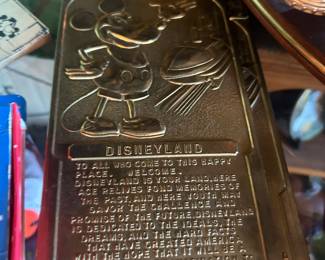 DISNEYLAND
TO ALL WHO COME TO THIS HAPPY
PLACE. WELCOME.
DISNEYLAND IS YOUR LAND. HERE
AGE RELIVES FOND MEMORIES OF
THE PAST, AND HERE YOUTH MAY
SAVOR THE CHALLENGE AND
PROMISE OF THE FUTURE. DISNEYLAND
IS DEDICATED TO THE IDEALS, THE
DREAMS, AND THE HARD FACTS
THAT HAVE CREATED AMERICA
WITH THE HOPE THAT IT WILL BE A